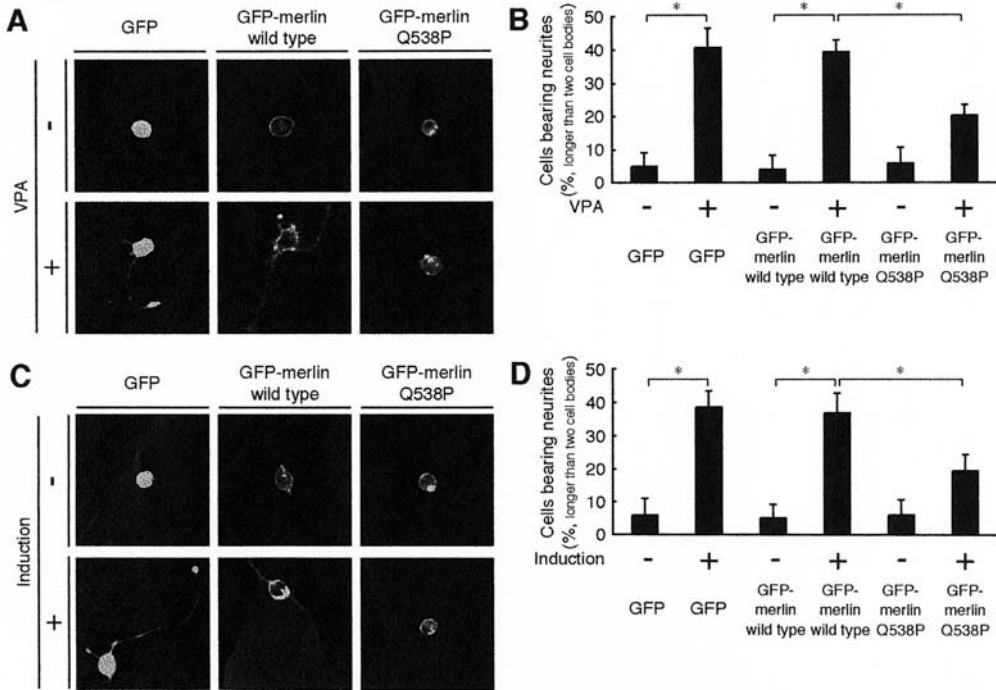 A
GFP
GFP-merlin
wild type
GFP-merlin
Q538P
VPA
-
+
B
Cells bearing neurites
(%, longer than two cell bodies)
50
40
30
20
10
0
*
*
*
VPA
- + - + - +
GFP
GFP
GFP-
merlin
wild type
GFP-
merlin
wild type
GFP-
merlin
Q538P
GFP-
merlin
Q538P
C
GFP
GFP-merlin
wild type
GFP-merlin
Q538P
Induction
-
+
D
Cells bearing neurites
(%, longer than two cell bodies)
50
40
30
20
10
0
*
*
*
Induction
- + - + - +
GFP
GFP
GFP-
merlin
wild type
GFP-
merlin
wild type
GFP-
merlin
Q538P
GFP-
merlin
Q538P